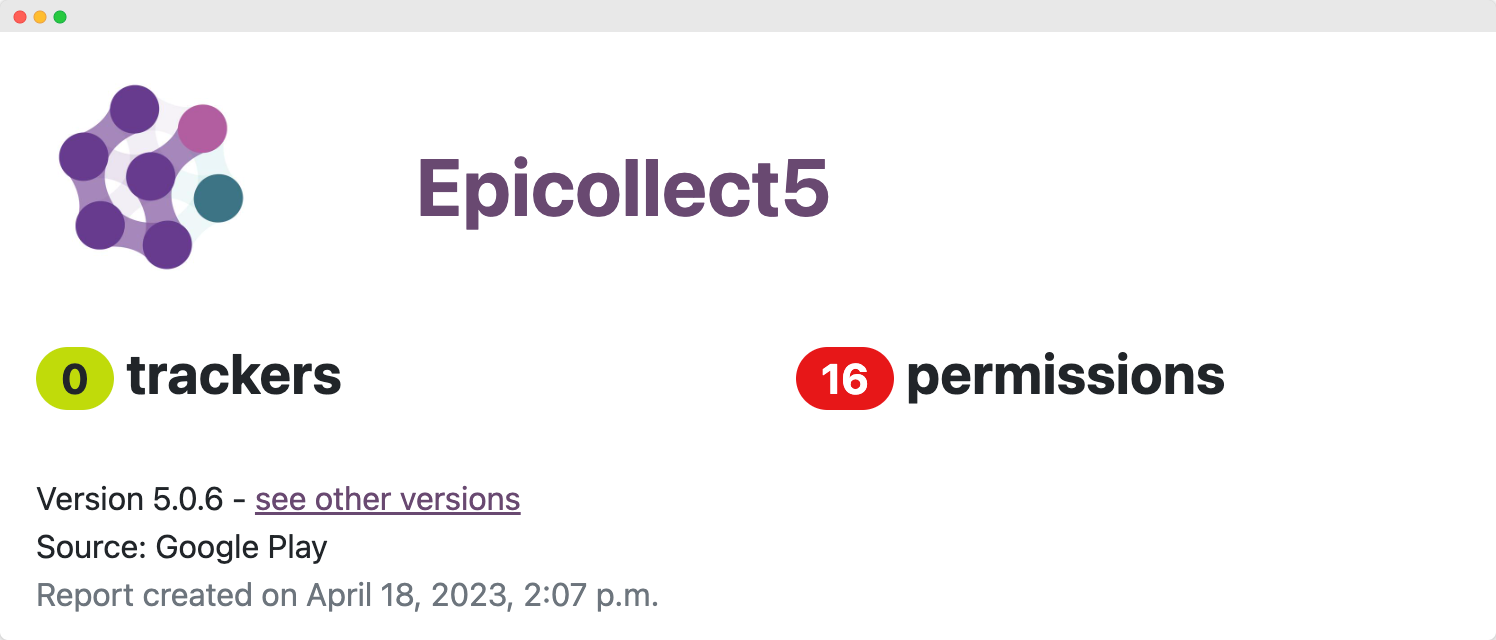 Epicollect5
0 trackers
16 permissions
Version 5.0.6 - see other versions
Source: Google Play
Report created on April 18, 2023, 2:07 p.m.